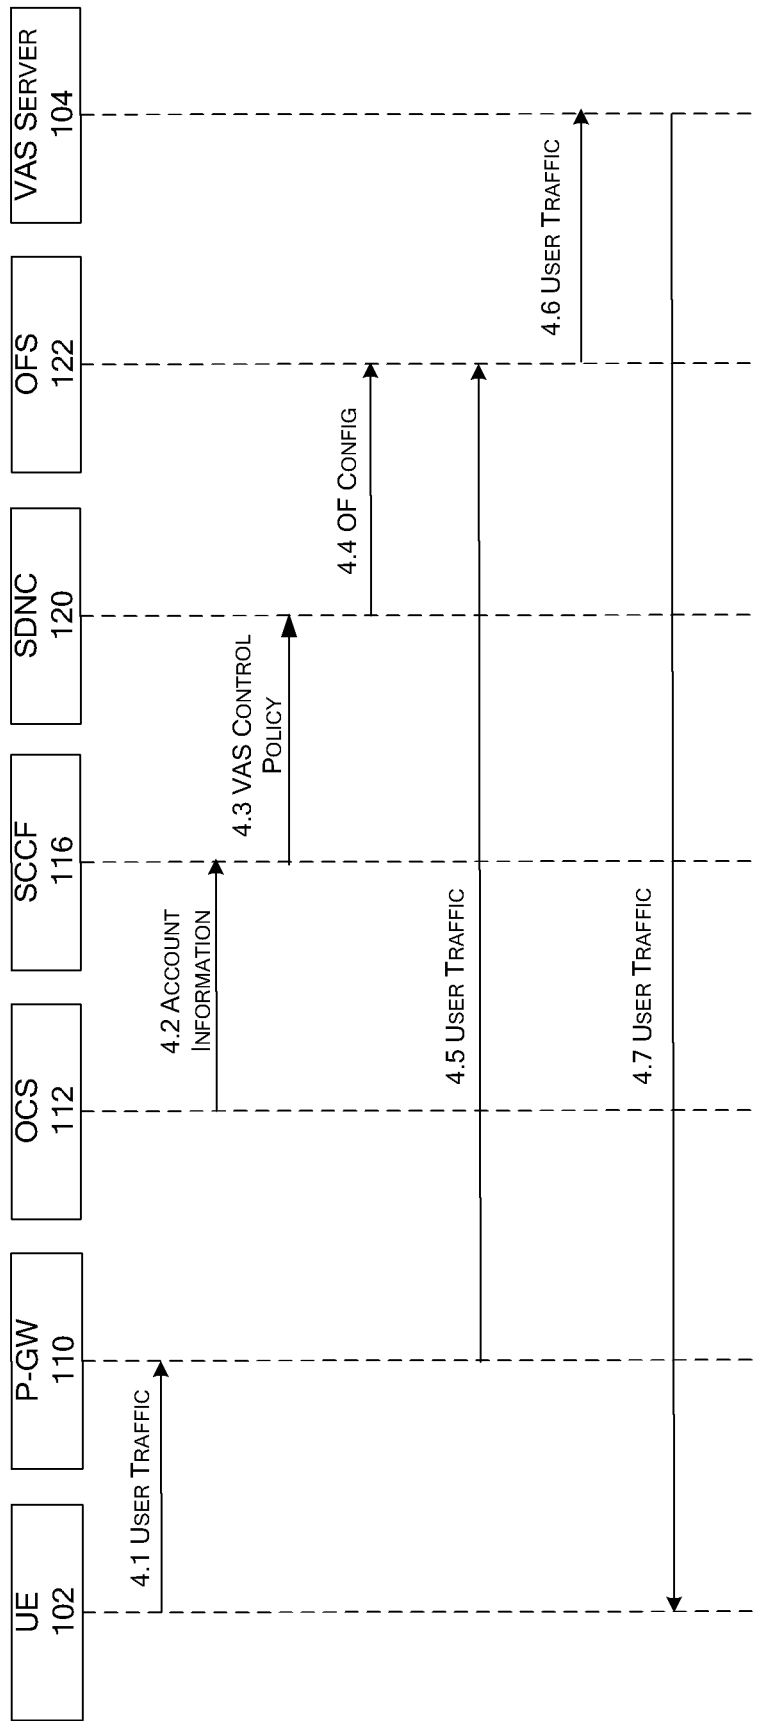 UE
102
P-GW
110
OCS
112
SCCF
116
SDNC
120
OFS
122
VAS SERVER
104
4.1 USER TRAFFIC
4.2 ACCOUNT
INFORMATION
4.3 VAS CONTROL
POLICY
4.4 OF CONFIG
4.5 USER TRAFFIC
4.6 USER TRAFFIC
4.7 USER TRAFFIC